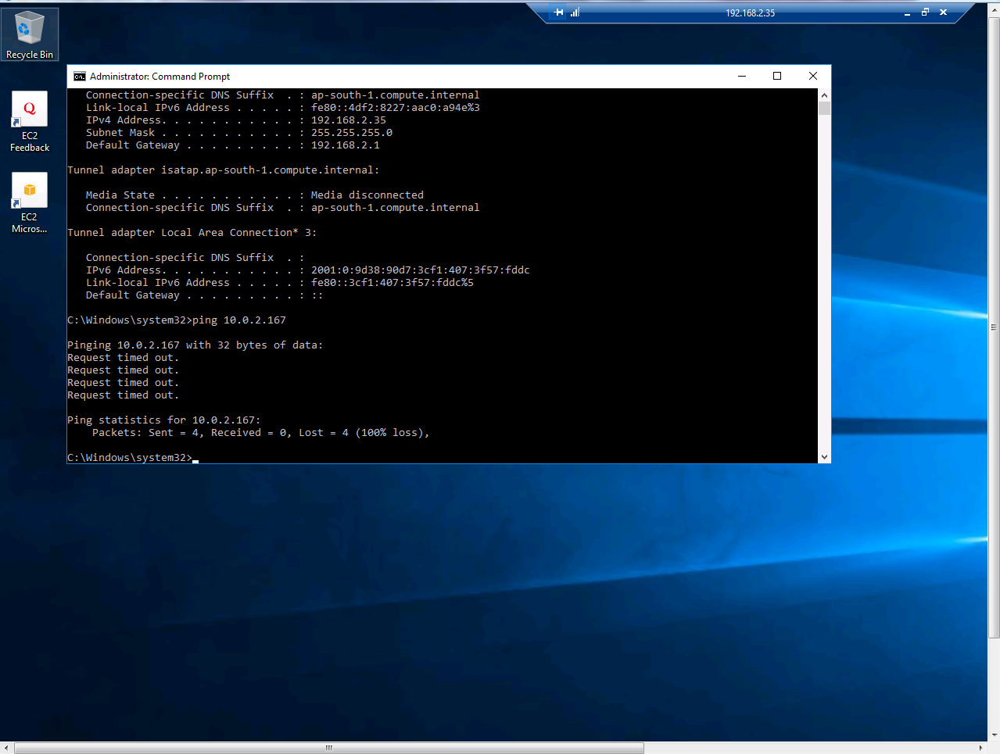 192.168.2.35
Recycle Bin
Q
EC2
Feedback
EC2
Micros...
C:\.
Administrator: Command Prompt
   Connection-specific DNS Suffix  . : ap-south-1.compute.internal
   Link-local IPv6 Address . . . . . : fe80::4df2:8227:aac0:a94e%3
   IPv4 Address. . . . . . . . . . . : 192.168.2.35
   Subnet Mask . . . . . . . . . . . : 255.255.255.0
   Default Gateway . . . . . . . . . : 192.168.2.1
Tunnel adapter isatap.ap-south-1.compute.internal:
   Media State . . . . . . . . . . . : Media disconnected
   Connection-specific DNS Suffix  . : ap-south-1.compute.internal
Tunnel adapter Local Area Connection* 3:
   Connection-specific DNS Suffix  . :
   IPv6 Address. . . . . . . . . . . : 2001:0:9d38:90d7:3cf1:407:3f57:fddc
   Link-local IPv6 Address . . . . . : fe80::3cf1:407:3f57:fddc%5
   Default Gateway . . . . . . . . . : ::
C:\Windows\system32>ping 10.0.2.167
Pinging 10.0.2.167 with 32 bytes of data:
Request timed out.
Request timed out.
Request timed out.
Request timed out.
Ping statistics for 10.0.2.167:
    Packets: Sent = 4, Received = 0, Lost = 4 (100% loss),
C:\Windows\system32>